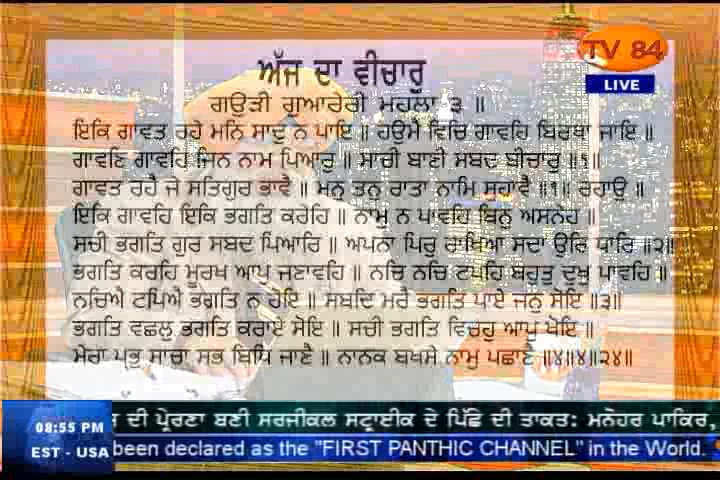 TV 84
LIVE
ਅੱਜ ਦਾ ਵੀਚਾਰੁ
ਗਉੜੀ ਗੁਆਰੇਰੀ ਮਹਲਾ ੩ ॥
ਇਕਿ ਗਾਵਤ ਰਹੇ ਮਨਿ ਸਾਦੁ ਨ ਪਾਇ ॥ ਹਉਮੈ ਵਿਚਿ ਗਾਵਹਿ ਬਿਰਥਾ ਜਾਇ ॥
ਗਾਵਣਿ ਗਾਵਹਿ ਜਿਨ ਨਾਮ ਪਿਆਰੁ ॥ ਸਾਚੀ ਬਾਣੀ ਸਬਦ ਬੀਚਾਰੁ ॥੧॥
ਗਾਵਤ ਰਹੈ ਜੇ ਸਤਿਗੁਰ ਭਾਵੈ ॥ ਮਨੁ ਤਨੁ ਰਾਤਾ ਨਾਮਿ ਸੁਹਾਵੈ ॥੧॥ ਰਹਾਉ ॥
ਇਕਿ ਗਾਵਹਿ ਇਕਿ ਭਗਤਿ ਕਰੇਹਿ ॥ ਨਾਮੁ ਨ ਪਾਵਹਿ ਬਿਨੁ ਅਸਨੇਹ ॥
ਸਚੀ ਭਗਤਿ ਗੁਰ ਸਬਦ ਪਿਆਰਿ ॥ ਅਪਨਾ ਪਿਰੁ ਰਾਖਿਆ ਸਦਾ ਉਰਿ ਧਾਰਿ ॥੨॥
ਭਗਤਿ ਕਰਹਿ ਮੂਰਖ ਆਪੁ ਜਣਾਵਹਿ ॥ ਨਚਿ ਨਚਿ ਟਪਹਿ ਬਹੁਤੁ ਦੁਖੁ ਪਾਵਹਿ ॥
ਨਚਿਐ ਟਪਿਐ ਭਗਤਿ ਨ ਹੋਇ ॥ ਸਬਦਿ ਮਰੈ ਭਗਤਿ ਪਾਏ ਜਨੁ ਸੋਇ ॥੩॥
ਭਗਤਿ ਵਛਲੁ ਭਗਤਿ ਕਰਾਏ ਸੋਇ ॥ ਸਚੀ ਭਗਤਿ ਵਿਚਹੁ ਆਪੁ ਖੋਇ ॥
ਮੇਰਾ ਪ੍ਰਭੁ ਸਾਚਾ ਸਭ ਬਿਧਿ ਜਾਣੈ ॥ ਨਾਨਕ ਬਖਸੇ ਨਾਮੁ ਪਛਾਣੈ ॥੪॥੪॥੨੪॥
ਦੀ ਪ੍ਰੇਰਣਾ ਬਣੀ ਸਰਜੀਕਲ ਸਟ੍ਰਾਈਕ ਦੇ ਪਿੱਛੇ ਦੀ ਤਾਕਤ: ਮਨੋਹਰ ਪਾਰਿਕਰ,
08:55 PM
EST - USA
been declared as the "FIRST PANTHIC CHANNEL" in the World.